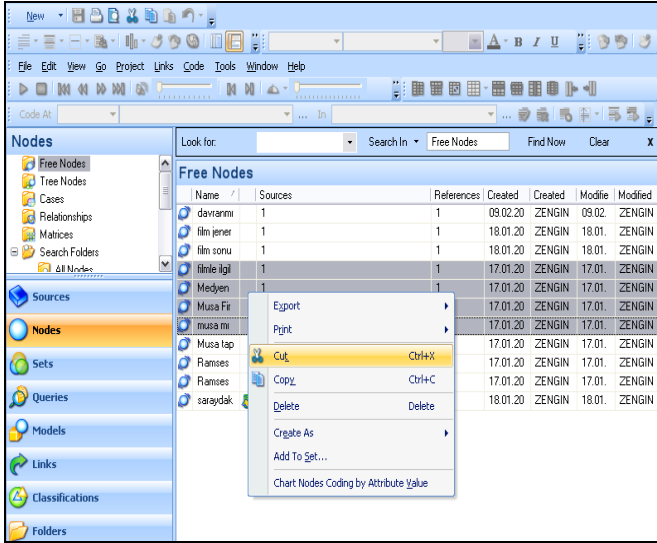 New
B I U
File Edit View Go Project Links Code Tools Window Help
Code At ... In ...
Nodes
Look for: Search In Free Nodes Find Now Clear x
Free Nodes
Tree Nodes
Cases
Relationships
Matrices
Search Folders
All Nodes
Sources
Nodes
Sets
Queries
Models
Links
Classifications
Folders
Free Nodes
Name Sources References Created Created Modifie Modified
davranmı 1 1 09.02.20 ZENGIN 09.02. ZENGIN
film jener 1 1 18.01.20 ZENGIN 18.01. ZENGIN
film sonu 1 1 18.01.20 ZENGIN 18.01. ZENGIN
filmle ilgil 1 1 17.01.20 ZENGIN 17.01. ZENGIN
Medyen 1 1 17.01.20 ZENGIN 17.01. ZENGIN
Musa Fir 17.01.20 ZENGIN 17.01. ZENGIN
musa mı 17.01.20 ZENGIN 17.01. ZENGIN
Musa tap 17.01.20 ZENGIN 17.01. ZENGIN
Ramses 17.01.20 ZENGIN 17.01. ZENGIN
Ramses 17.01.20 ZENGIN 17.01. ZENGIN
saraydak 18.01.20 ZENGIN 18.01. ZENGIN
Export
Print
Cut Ctrl+X
Copy Ctrl+C
Delete Delete
Create As
Add To Set...
Chart Nodes Coding by Attribute Value